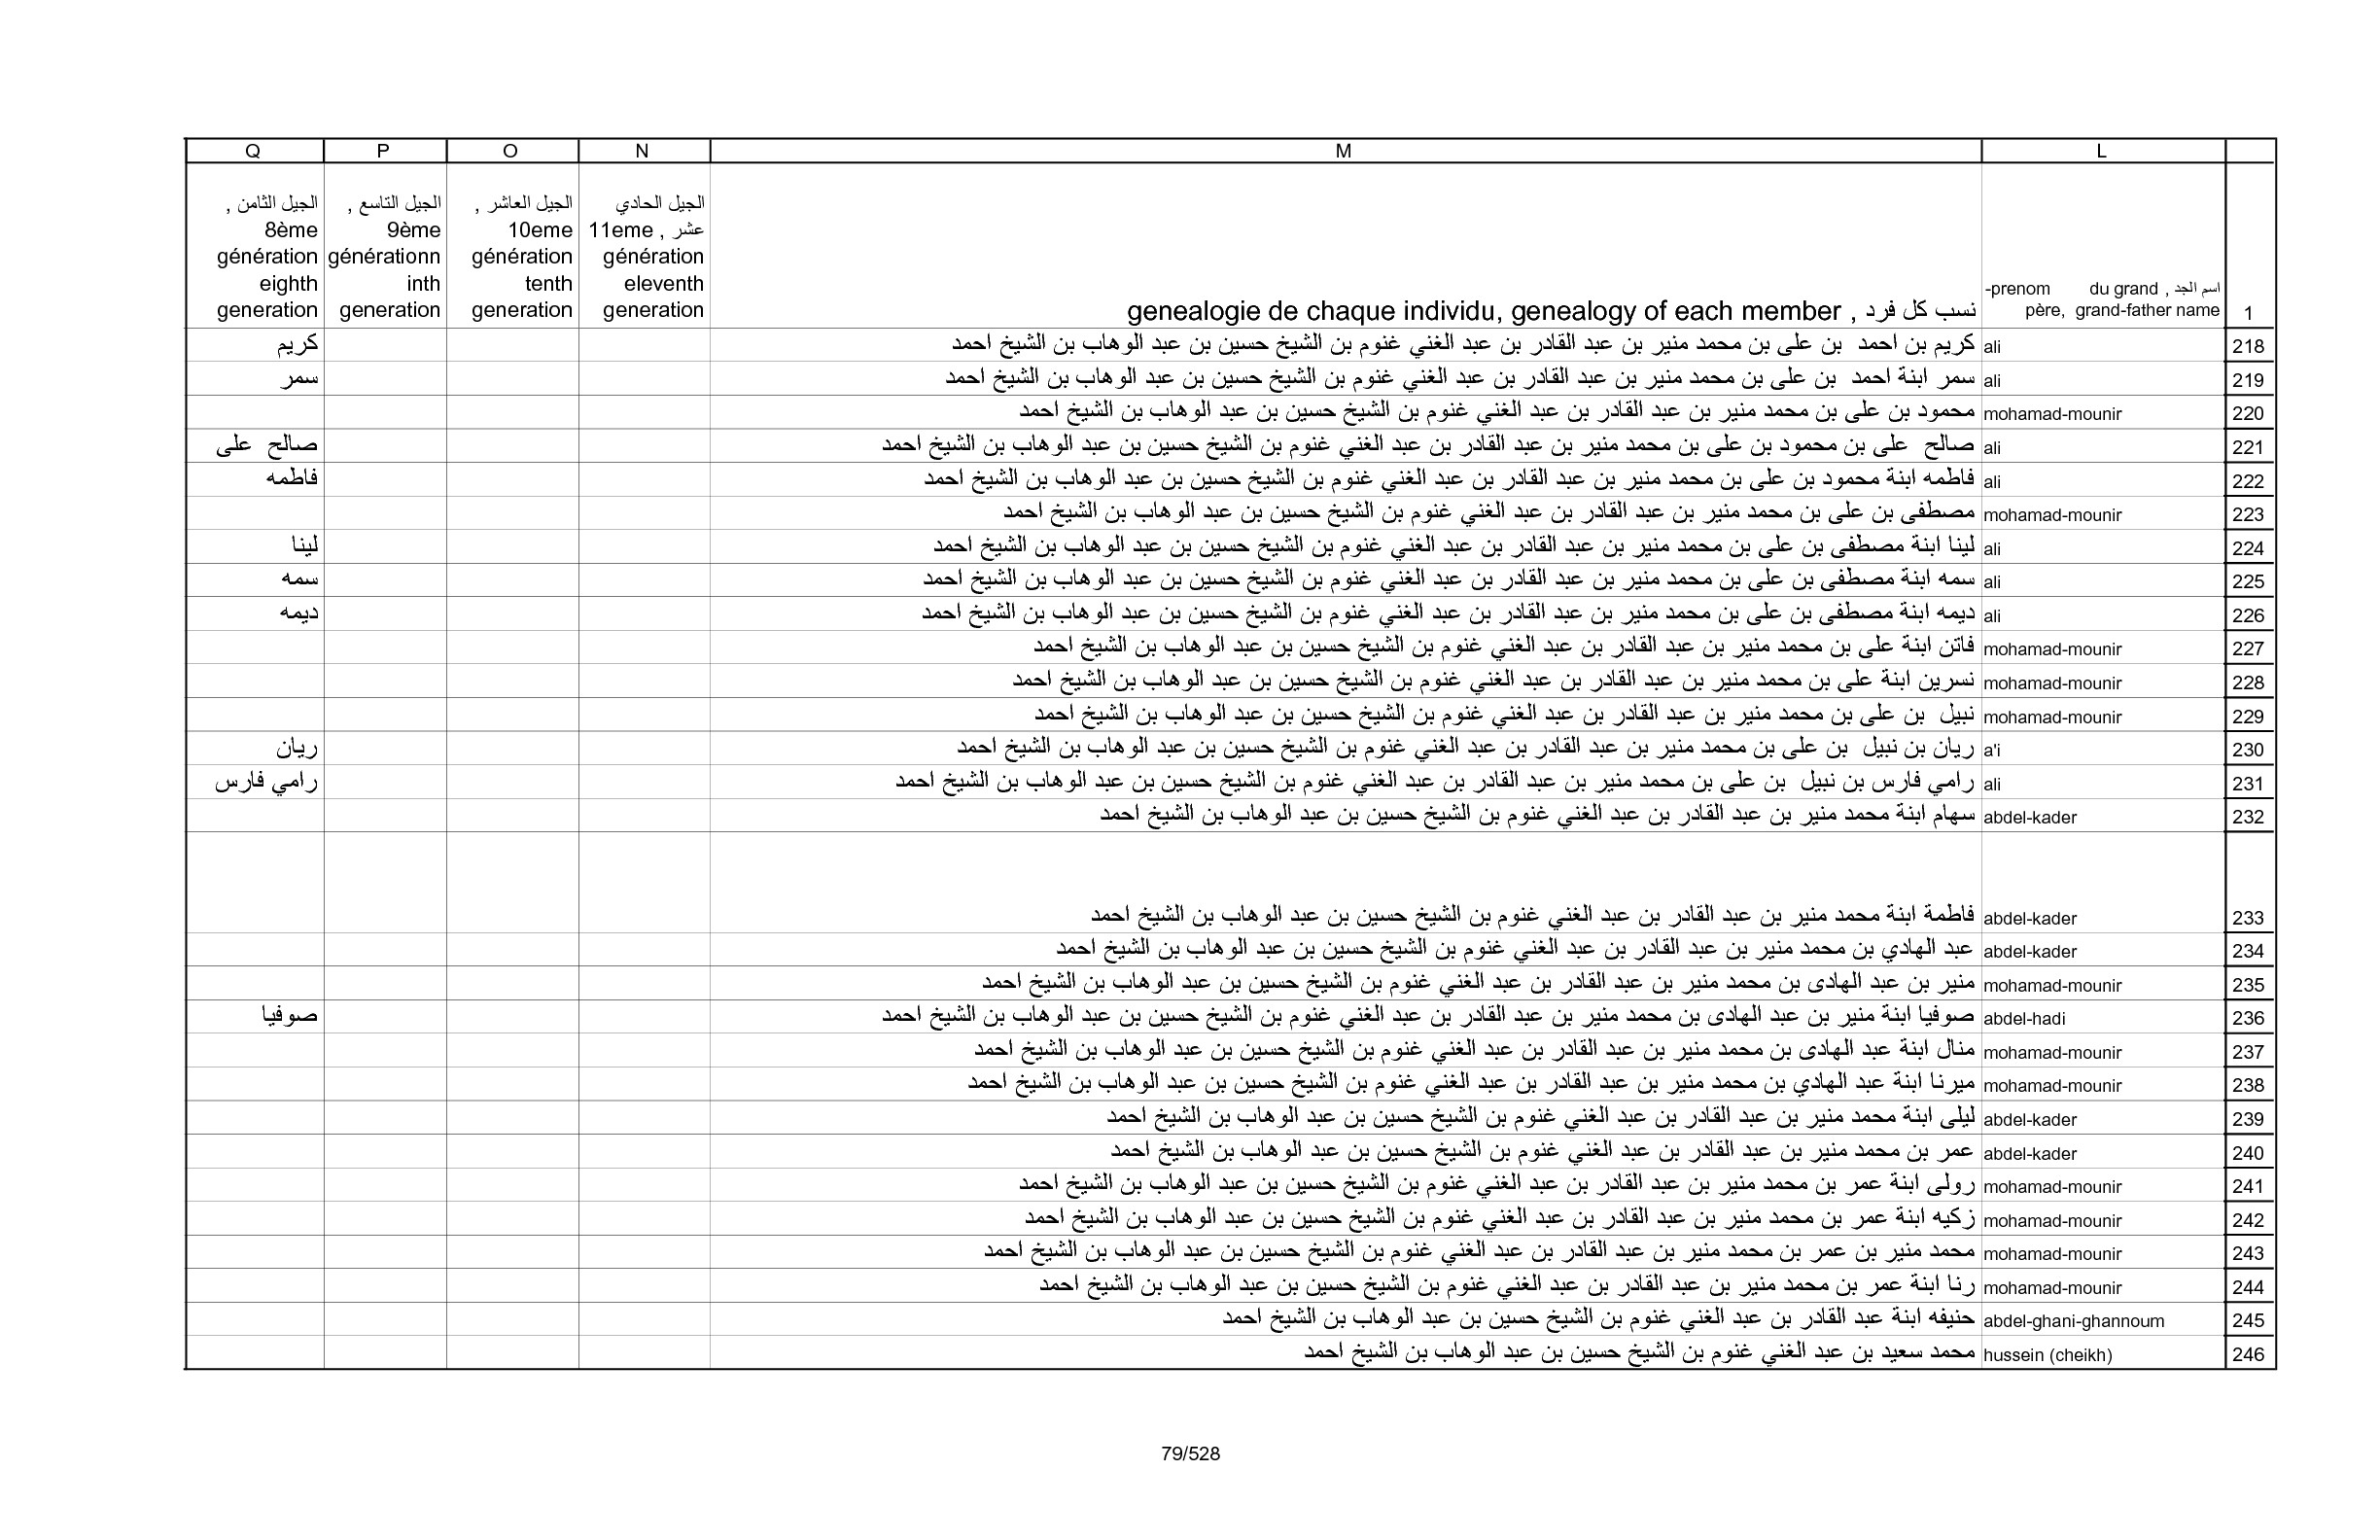 L M N O P Q
1 اسم الجد , prenom- du grand père, grand-father name نسب كل فرد , genealogie de chaque individu, genealogy of each member الجيل الحادي عشر , 11eme génération eleventh generation الجيل العاشر , 10eme génération tenth generation الجيل التاسع , 9ème générationn inth generation الجيل الثامن , 8ème génération eighth generation
218 ali كريم بن احمد بن على بن محمد منير بن عبد القادر بن عبد الغني غنوم بن الشيخ حسين بن عبد الوهاب بن الشيخ احمد كريم
219 ali سمر ابنة احمد بن على بن محمد منير بن عبد القادر بن عبد الغني غنوم بن الشيخ حسين بن عبد الوهاب بن الشيخ احمد سمر
220 mohamad-mounir محمود بن على بن محمد منير بن عبد القادر بن عبد الغني غنوم بن الشيخ حسين بن عبد الوهاب بن الشيخ احمد
221 ali صالح على بن محمود بن على بن محمد منير بن عبد القادر بن عبد الغني غنوم بن الشيخ حسين بن عبد الوهاب بن الشيخ احمد صالح على
222 ali فاطمه ابنة محمود بن على بن محمد منير بن عبد القادر بن عبد الغني غنوم بن الشيخ حسين بن عبد الوهاب بن الشيخ احمد فاطمه
223 mohamad-mounir مصطفى بن على بن محمد منير بن عبد القادر بن عبد الغني غنوم بن الشيخ حسين بن عبد الوهاب بن الشيخ احمد
224 ali لينا ابنة مصطفى بن على بن محمد منير بن عبد القادر بن عبد الغني غنوم بن الشيخ حسين بن عبد الوهاب بن الشيخ احمد لينا
225 ali سمه ابنة مصطفى بن على بن محمد منير بن عبد القادر بن عبد الغني غنوم بن الشيخ حسين بن عبد الوهاب بن الشيخ احمد سمه
226 ali ديمه ابنة مصطفى بن على بن محمد منير بن عبد القادر بن عبد الغني غنوم بن الشيخ حسين بن عبد الوهاب بن الشيخ احمد ديمه
227 mohamad-mounir فاتن ابنة على بن محمد منير بن عبد القادر بن عبد الغني غنوم بن الشيخ حسين بن عبد الوهاب بن الشيخ احمد
228 mohamad-mounir نسرين ابنة على بن محمد منير بن عبد القادر بن عبد الغني غنوم بن الشيخ حسين بن عبد الوهاب بن الشيخ احمد
229 mohamad-mounir نبيل بن على بن محمد منير بن عبد القادر بن عبد الغني غنوم بن الشيخ حسين بن عبد الوهاب بن الشيخ احمد
230 a'i ريان بن نبيل بن على بن محمد منير بن عبد القادر بن عبد الغني غنوم بن الشيخ حسين بن عبد الوهاب بن الشيخ احمد ريان
231 ali رامي فارس بن نبيل بن على بن محمد منير بن عبد القادر بن عبد الغني غنوم بن الشيخ حسين بن عبد الوهاب بن الشيخ احمد رامي فارس
232 abdel-kader سهام ابنة محمد منير بن عبد القادر بن عبد الغني غنوم بن الشيخ حسين بن عبد الوهاب بن الشيخ احمد
233 abdel-kader فاطمة ابنة محمد منير بن عبد القادر بن عبد الغني غنوم بن الشيخ حسين بن عبد الوهاب بن الشيخ احمد
234 abdel-kader عبد الهادي بن محمد منير بن عبد القادر بن عبد الغني غنوم بن الشيخ حسين بن عبد الوهاب بن الشيخ احمد
235 mohamad-mounir منير بن عبد الهادى بن محمد منير بن عبد القادر بن عبد الغني غنوم بن الشيخ حسين بن عبد الوهاب بن الشيخ احمد
236 abdel-hadi صوفيا ابنة منير بن عبد الهادى بن محمد منير بن عبد القادر بن عبد الغني غنوم بن الشيخ حسين بن عبد الوهاب بن الشيخ احمد صوفيا
237 mohamad-mounir منال ابنة عبد الهادى بن محمد منير بن عبد القادر بن عبد الغني غنوم بن الشيخ حسين بن عبد الوهاب بن الشيخ احمد
238 mohamad-mounir ميرنا ابنة عبد الهادي بن محمد منير بن عبد القادر بن عبد الغني غنوم بن الشيخ حسين بن عبد الوهاب بن الشيخ احمد
239 abdel-kader ليلى ابنة محمد منير بن عبد القادر بن عبد الغني غنوم بن الشيخ حسين بن عبد الوهاب بن الشيخ احمد
240 abdel-kader عمر بن محمد منير بن عبد القادر بن عبد الغني غنوم بن الشيخ حسين بن عبد الوهاب بن الشيخ احمد
241 mohamad-mounir رولى ابنة عمر بن محمد منير بن عبد القادر بن عبد الغني غنوم بن الشيخ حسين بن عبد الوهاب بن الشيخ احمد
242 mohamad-mounir زكيه ابنة عمر بن محمد منير بن عبد القادر بن عبد الغني غنوم بن الشيخ حسين بن عبد الوهاب بن الشيخ احمد
243 mohamad-mounir محمد منير بن عمر بن محمد منير بن عبد القادر بن عبد الغني غنوم بن الشيخ حسين بن عبد الوهاب بن الشيخ احمد
244 mohamad-mounir رنا ابنة عمر بن محمد منير بن عبد القادر بن عبد الغني غنوم بن الشيخ حسين بن عبد الوهاب بن الشيخ احمد
245 abdel-ghani-ghannoum حنيفه ابنة عبد القادر بن عبد الغني غنوم بن الشيخ حسين بن عبد الوهاب بن الشيخ احمد
246 hussein (cheikh) محمد سعيد بن عبد الغني غنوم بن الشيخ حسين بن عبد الوهاب بن الشيخ احمد
79/528